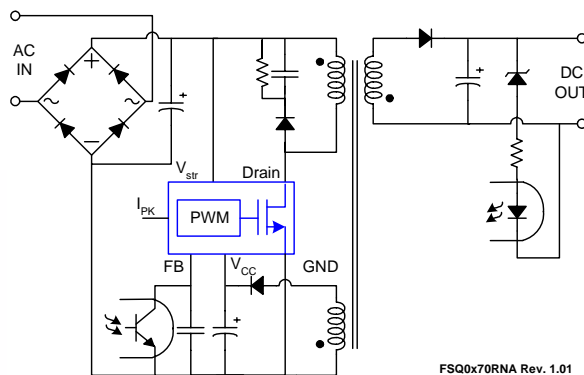 AC
IN
+
~
~
−
+
+
DC
OUT
Vstr
Drain
IPK
PWM
FB
VCC
GND
+
FSQ0x70RNA Rev. 1.01